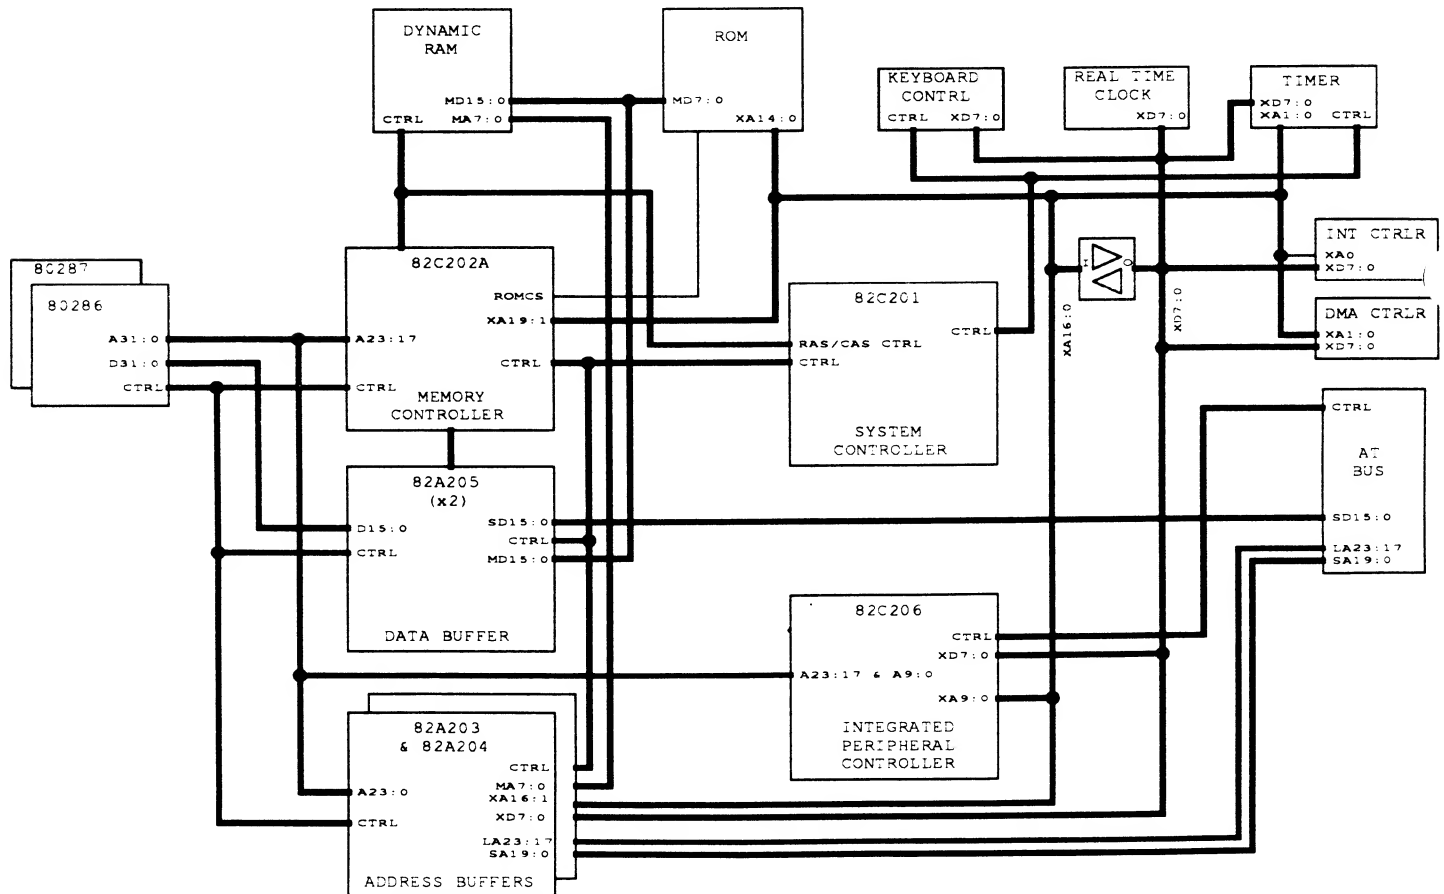 DYNAMIC
RAM
MD15:0
CTRL MA7:0
ROM
MD7:0
XA14:0
KEYBOARD
CONTRL
CTRL XD7:0
REAL TIME
CLOCK
XD7:0
TIMER
XD7:0
XA1:0 CTRL
INT CTRLR
XA0
XD7:0
DMA CTRLR
XA1:0
XD7:0
XA16:0
XD7:0
80287
80286
A31:0
D31:0
CTRL
82C202A
ROMCS
XA19:1
A23:17
CTRL
CTRL
MEMORY
CONTROLLER
82C201
CTRL
RAS/CAS CTRL
CTRL
SYSTEM
CONTROLLER
AT
BUS
CTRL
SD15:0
LA23:17
SA19:0
82A205
(x2)
D15:0
CTRL
SD15:0
CTRL
MD15:0
DATA BUFFER
82C206
CTRL
XD7:0
A23:17 & A9:0
XA9:0
INTEGRATED
PERIPHERAL
CONTROLLER
82A203
& 82A204
CTRL
MA7:0
XA16:1
A23:0
XD7:0
CTRL
LA23:17
SA19:0
ADDRESS BUFFERS